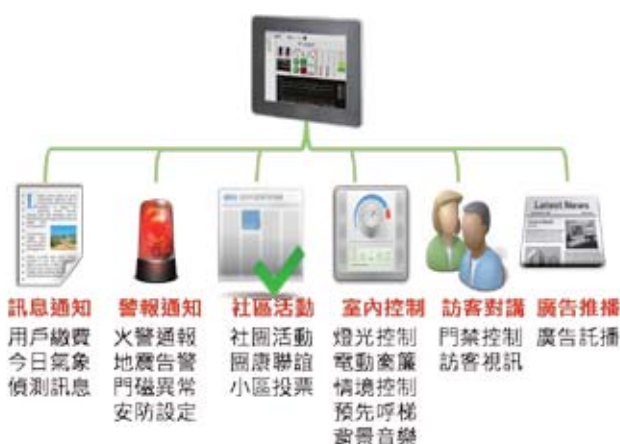 Latest News
訊息通知
用戶繳費
今日氣象
偵測訊息
警報通知
火警通報
地震告警
門磁異常
安防設定
社區活動
社團活動
團康聯誼
小區投票
室內控制
燈光控制
電動窗簾
情境控制
預先呼梯
背景音樂
訪客對講
門禁控制
訪客視訊
廣告推播
廣告託播